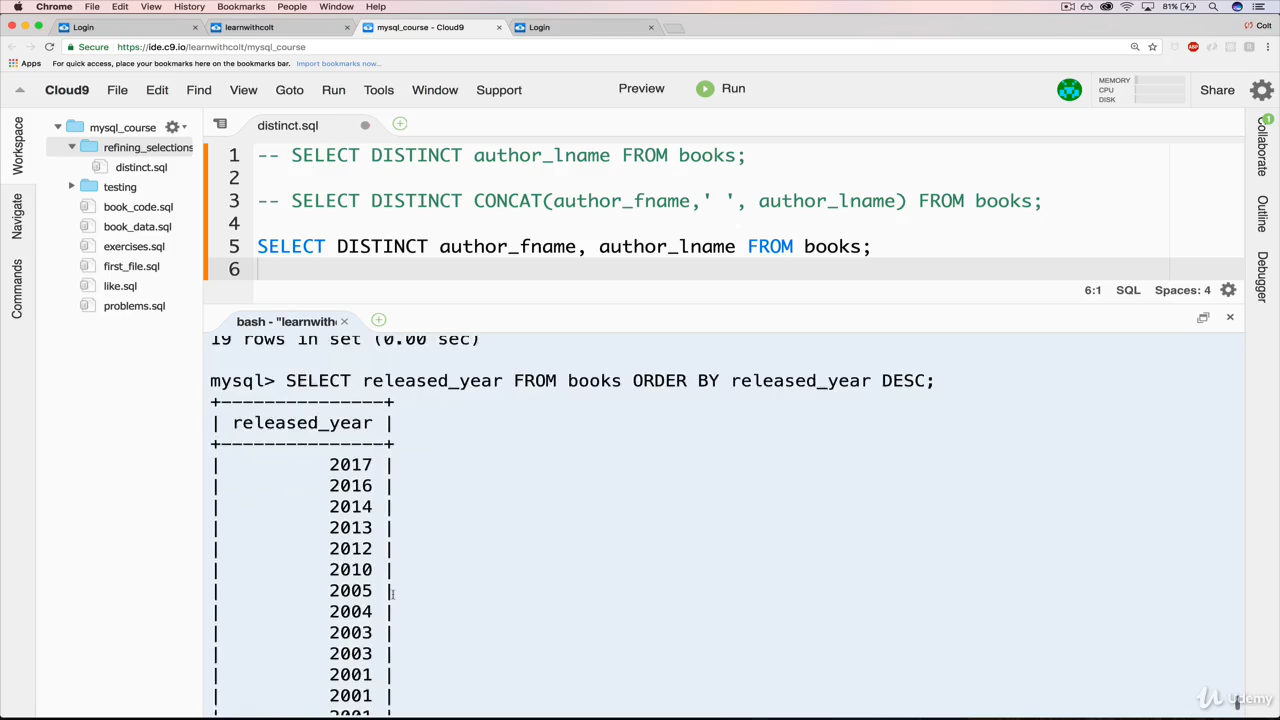 Chrome File Edit View History Bookmarks People Window Help 81%
Login learnwithcolt mysql_course - Cloud9 Login Colt
Secure https://ide.c9.io/learnwithcolt/mysql_course
Apps For quick access, place your bookmarks here on the bookmarks bar. Import bookmarks now...
Cloud9 File Edit View Find Goto Run Tools Window Support Preview Run MEMORY CPU DISK Share
Workspace
Navigate
Commands
mysql_course
refining_selections
distinct.sql
testing
book_code.sql
book_data.sql
exercises.sql
first_file.sql
like.sql
problems.sql
distinct.sql
1 -- SELECT DISTINCT author_lname FROM books;
2
3 -- SELECT DISTINCT CONCAT(author_fname,' ', author_lname) FROM books;
4
5 SELECT DISTINCT author_fname, author_lname FROM books;
6
6:1 SQL Spaces: 4
Collaborate
1
Outline
Debugger
bash - "learnwith
19 rows in set (0.00 sec)
mysql> SELECT released_year FROM books ORDER BY released_year DESC;
+---------------+
| released_year |
+---------------+
| 2017 |
| 2016 |
| 2014 |
| 2013 |
| 2012 |
| 2010 |
| 2005 |
| 2004 |
| 2003 |
| 2003 |
| 2001 |
| 2001 |
| 2001 |
Udemy